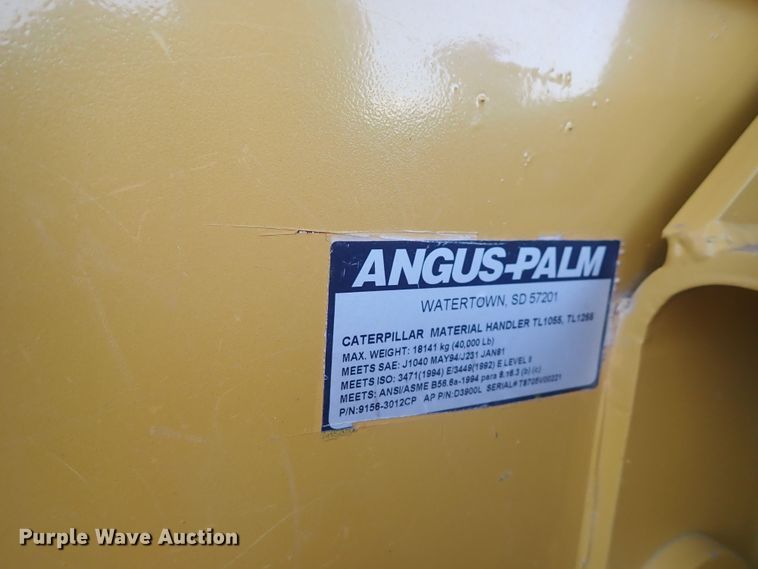 ANGUS-PALM
WATERTOWN, SD 57201
CATERPILLAR MATERIAL HANDLER TL1055, TL1255
MAX. WEIGHT: 18141 kg (40,000 Lb)
MEETS SAE: J1040 MAY94/J231 JAN81
MEETS ISO: 3471(1994) E/3449(1992) E LEVEL II
MEETS: ANSI/ASME B56.6a-1994 para 8.16.3 (b) (c)
P/N:9156-3012CP AP P/N:D3900L SERIAL# T8705V00221
Purple Wave Auction